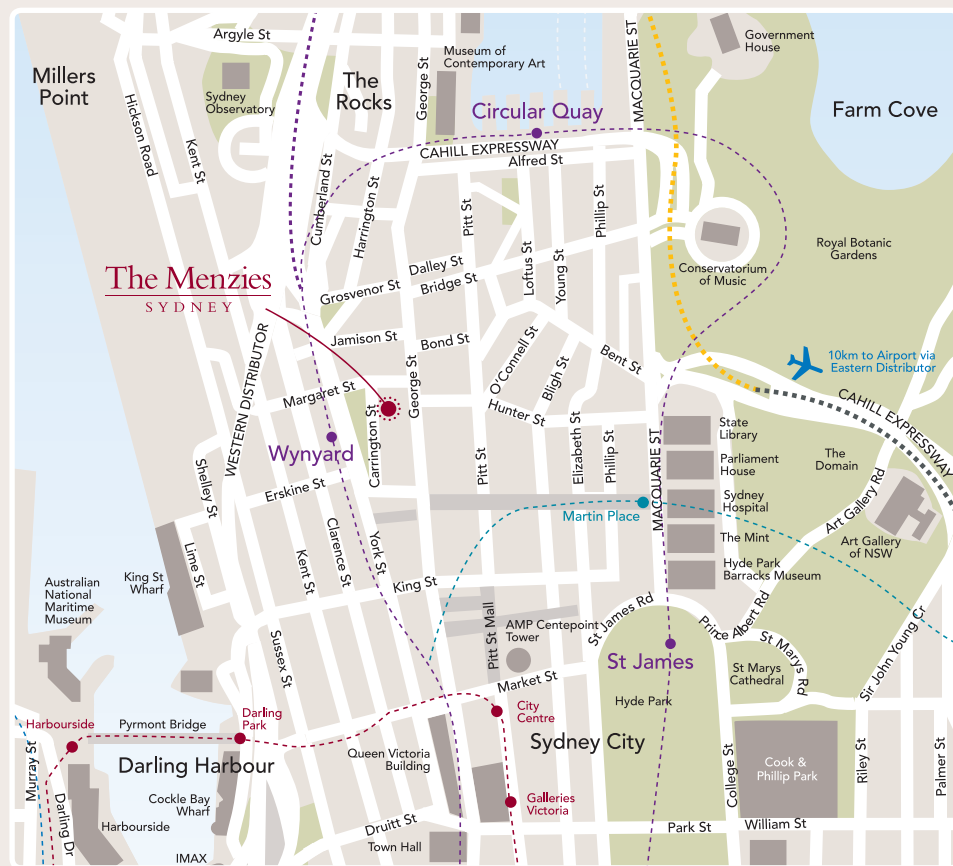 Argyle St
Government
House
Millers
Point
Museum of
Contemporary Art
The
Rocks
George St
MACQUARIE ST
Sydney
Observatory
Hickson Road
Kent St
Circular Quay
Farm Cove
CAHILL EXPRESSWAY
Alfred St
Cumberland St
Harrington St
Pitt St
Phillip St
Loftus St
Young St
Royal Botanic
Gardens
Dalley St
Bridge St
Grosvenor St
Conservatorium
of Music
The Menzies
SYDNEY
Jamison St
Bond St
O'Connell St
Bligh St
Bent St
10km to Airport via
Eastern Distributor
CAHILL EXPRESSWAY
WESTERN DISTRIBUTOR
Margaret St
George St
Carrington St
Hunter St
Wynyard
Pitt St
Elizabeth St
Phillip St
MACQUARIE ST
State
Library
Parliament
House
The
Domain
Shelley St
Erskine St
Martin Place
Sydney
Hospital
Art Gallery Rd
The Mint
Art Gallery
of NSW
Lime St
Kent St
Clarence St
York St
King St
Hyde Park
Barracks Museum
King St
Wharf
Australian
National
Maritime
Museum
St James Rd
Prince Albert Rd
St Marys Rd
Sir John Young Cr
AMP Centepoint
Tower
Pitt St Mall
Sussex St
St James
St Marys
Cathedral
Market St
Hyde Park
Harbourside
Pyrmont Bridge
Darling
Park
City
Centre
Sydney City
Murray St
Darling Harbour
Queen Victoria
Building
College St
Cook &
Phillip Park
Riley St
Palmer St
Darling Dr
Harbourside
Cockle Bay
Wharf
Galleries
Victoria
Druitt St
Town Hall
Park St
William St
IMAX